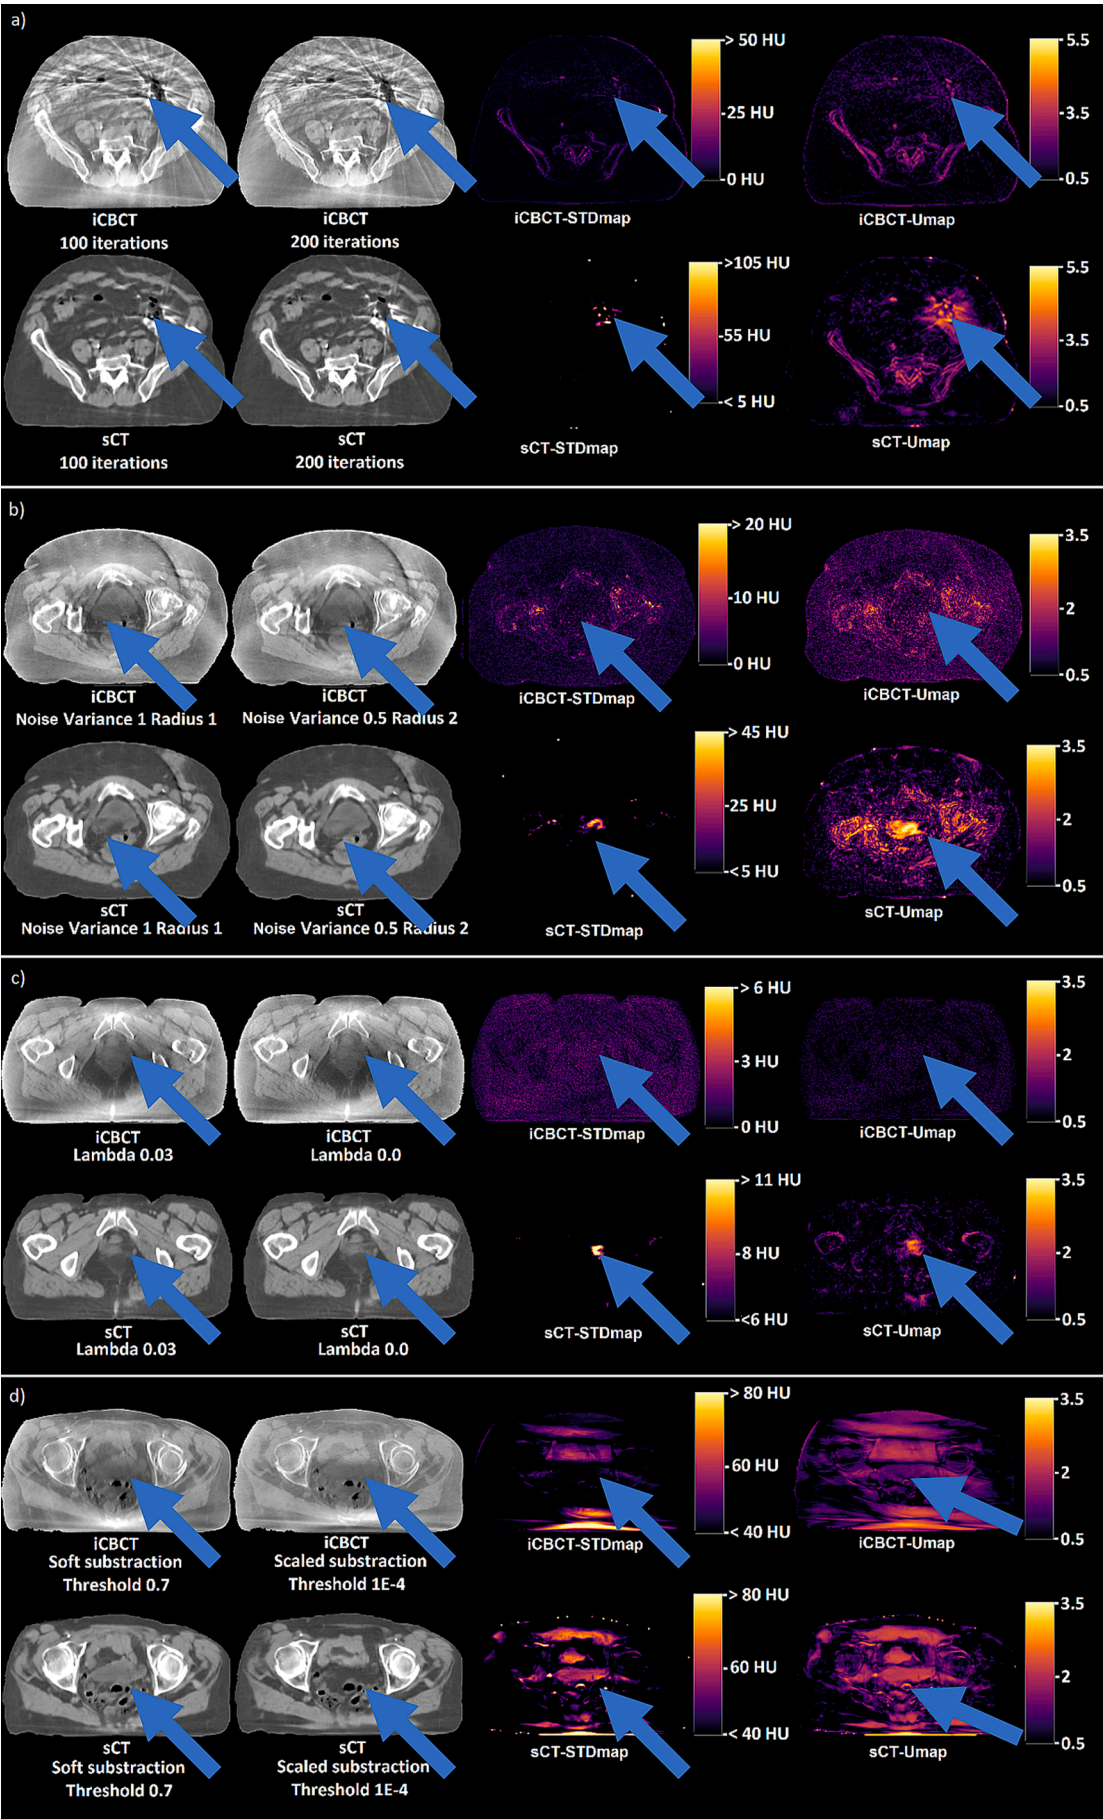 a)
> 50 HU
25 HU
0 HU
5.5
3.5
0.5
iCBCT
100 iterations
iCBCT
200 iterations
iCBCT-STDmap
iCBCT-Umap
>105 HU
55 HU
< 5 HU
5.5
3.5
0.5
sCT
100 iterations
sCT
200 iterations
sCT-STDmap
sCT-Umap
b)
> 20 HU
10 HU
0 HU
3.5
2
0.5
iCBCT
Noise Variance 1 Radius 1
Noise Variance 0.5 Radius 2
iCBCT-STDmap
iCBCT-Umap
> 45 HU
25 HU
< 5 HU
3.5
2
0.5
sCT
Noise Variance 1 Radius 1
Noise Variance 0.5 Radius 2
sCT-STDmap
sCT-Umap
c)
> 6 HU
3 HU
0 HU
3.5
2
0.5
iCBCT
Lambda 0.03
iCBCT
Lambda 0.0
iCBCT-STDmap
iCBCT-Umap
> 11 HU
8 HU
<6 HU
3.5
2
0.5
sCT
Lambda 0.03
sCT
Lambda 0.0
sCT-STDmap
sCT-Umap
d)
> 80 HU
60 HU
< 40 HU
3.5
2
0.5
iCBCT
Soft substraction
Threshold 0.7
iCBCT
Scaled substraction
Threshold 1E-4
iCBCT-STDmap
iCBCT-Umap
> 80 HU
60 HU
< 40 HU
3.5
2
0.5
sCT
Soft substraction
Threshold 0.7
sCT
Scaled substraction
Threshold 1E-4
sCT-STDmap
sCT-Umap